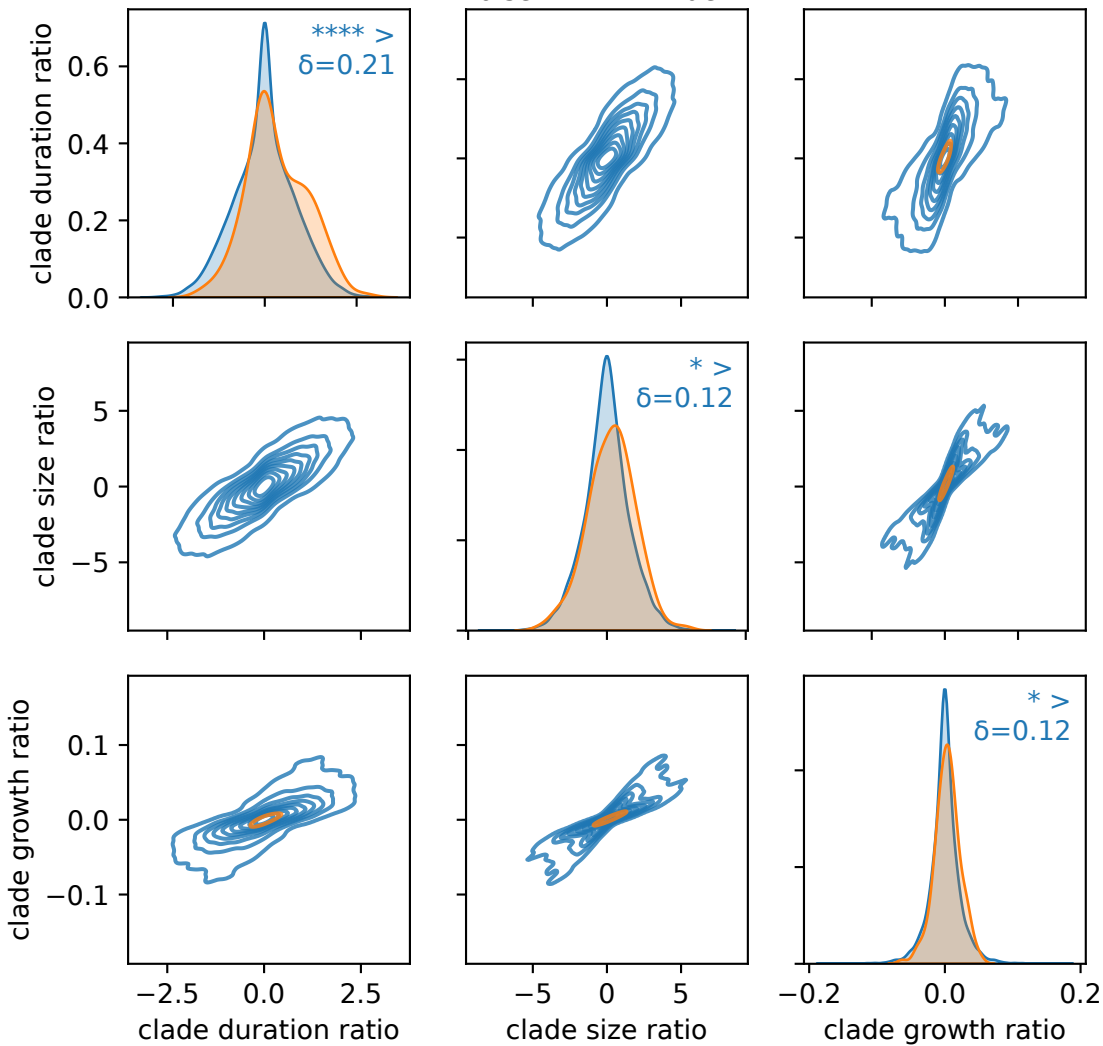 clade duration ratio
0.6
0.4
0.2
0.0
**** >
δ=0.21
clade size ratio
5
0
−5
* >
δ=0.12
clade growth ratio
0.1
0.0
−0.1
* >
δ=0.12
−2.5 0.0 2.5
−5 0 5
−0.2 0.0 0.2
clade duration ratio
clade size ratio
clade growth ratio